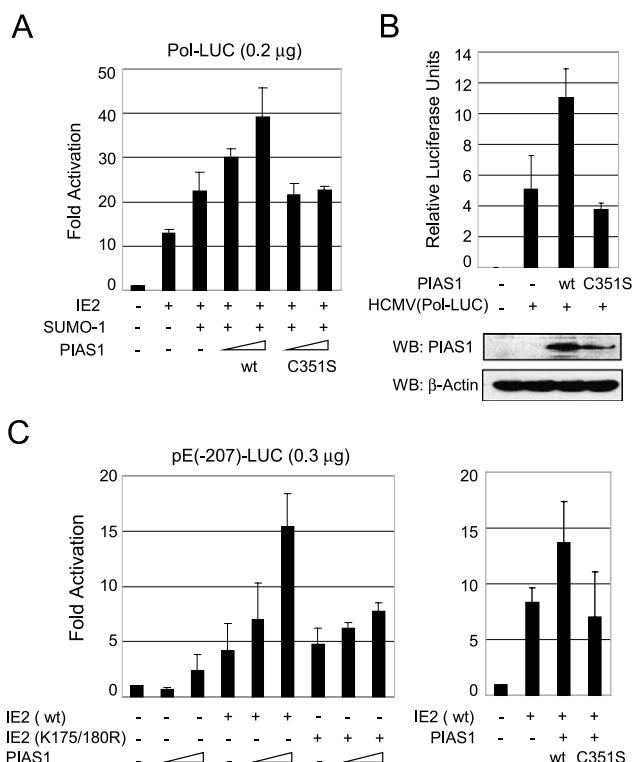 A
Pol-LUC (0.2 μg)
Fold Activation
50
40
30
20
10
0
IE2 - + + + + + +
SUMO-1 - - + + + + +
PIAS1 - - -
wt C351S
B
Relative Luciferase Units
14
12
10
8
6
4
2
0
PIAS1 - - wt C351S
HCMV(Pol-LUC) - + + +
WB: PIAS1
WB: β-Actin
C
pE(-207)-LUC (0.3 μg)
Fold Activation
20
15
10
5
0
IE2 ( wt) - - - + + + - - -
IE2 (K175/180R) - - - - - - + + +
PIAS1 - - -
20
15
10
5
0
IE2 ( wt) - + + +
PIAS1 - - + +
wt C351S